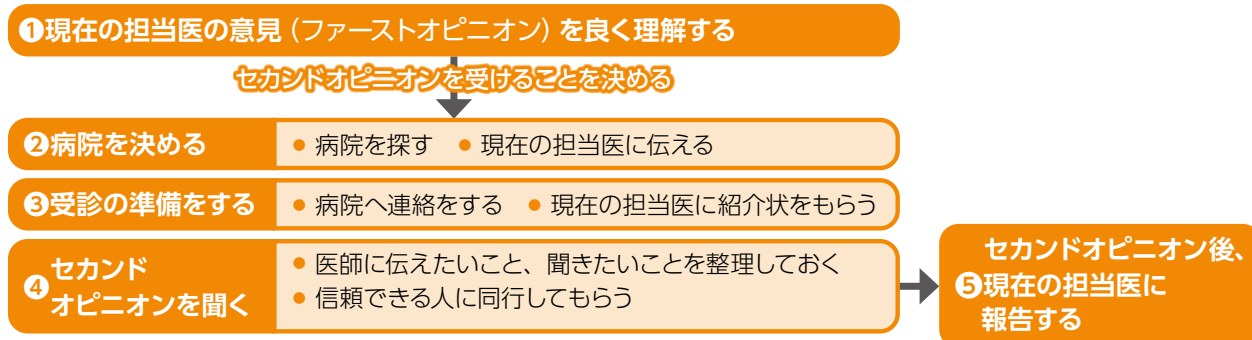 ❶現在の担当医の意見（ファーストオピニオン）を良く理解する
セカンドオピニオンを受けることを決める
❷病院を決める
● 病院を探す ● 現在の担当医に伝える
❸受診の準備をする
● 病院へ連絡をする ● 現在の担当医に紹介状をもらう
❹セカンド
オピニオンを聞く
● 医師に伝えたいこと、聞きたいことを整理しておく
● 信頼できる人に同行してもらう
セカンドオピニオン後、
❺現在の担当医に
報告する